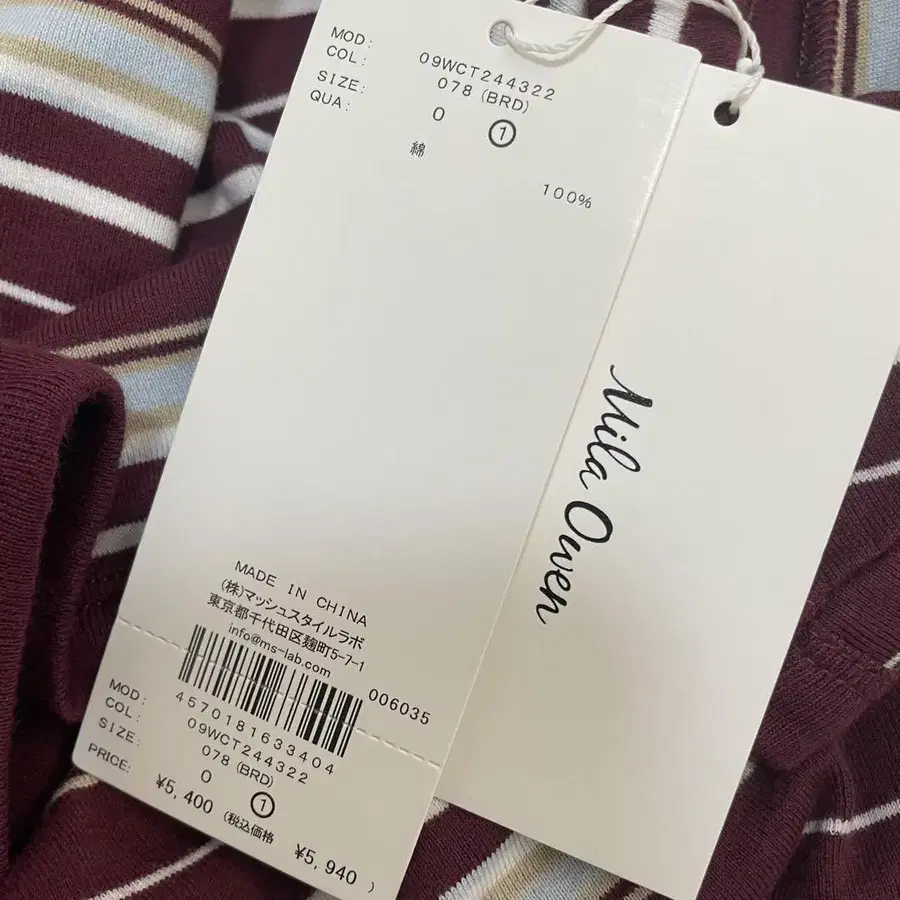 MOD: 09WCT244322
COL: 078 (BRD)
SIZE: 0 ①
QUA: 綿 100%
MADE IN CHINA
(株)マッシュスタイルラボ
東京都千代田区麹町5-7-1
info@ms-lab.com
006035
4570181633404
MOD: 09WCT244322
COL: 078 (BRD)
SIZE: 0 ①
PRICE: ¥5,400 (税込価格 ¥5,940 )
Mila Owen